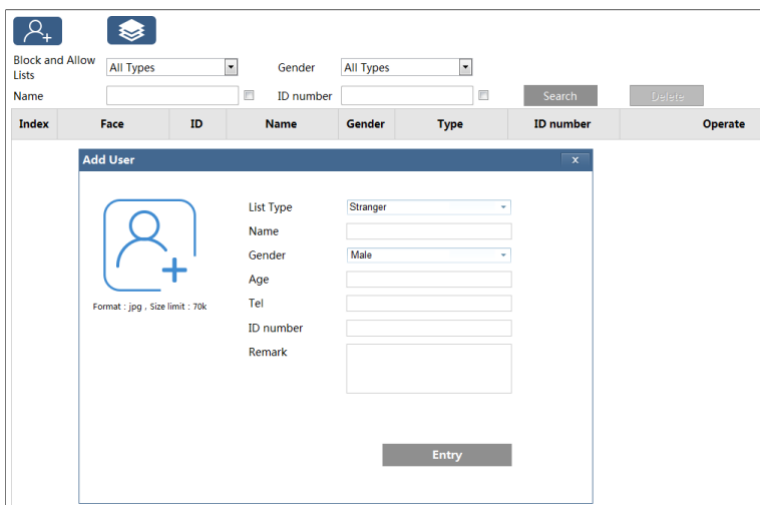 Block and Allow Lists All Types Gender All Types
Name ID number Search Delete
Index Face ID Name Gender Type ID number Operate
Add User x
List Type Stranger
Name
Gender Male
Age
Format : jpg , Size limit : 70k Tel
ID number
Remark
Entry